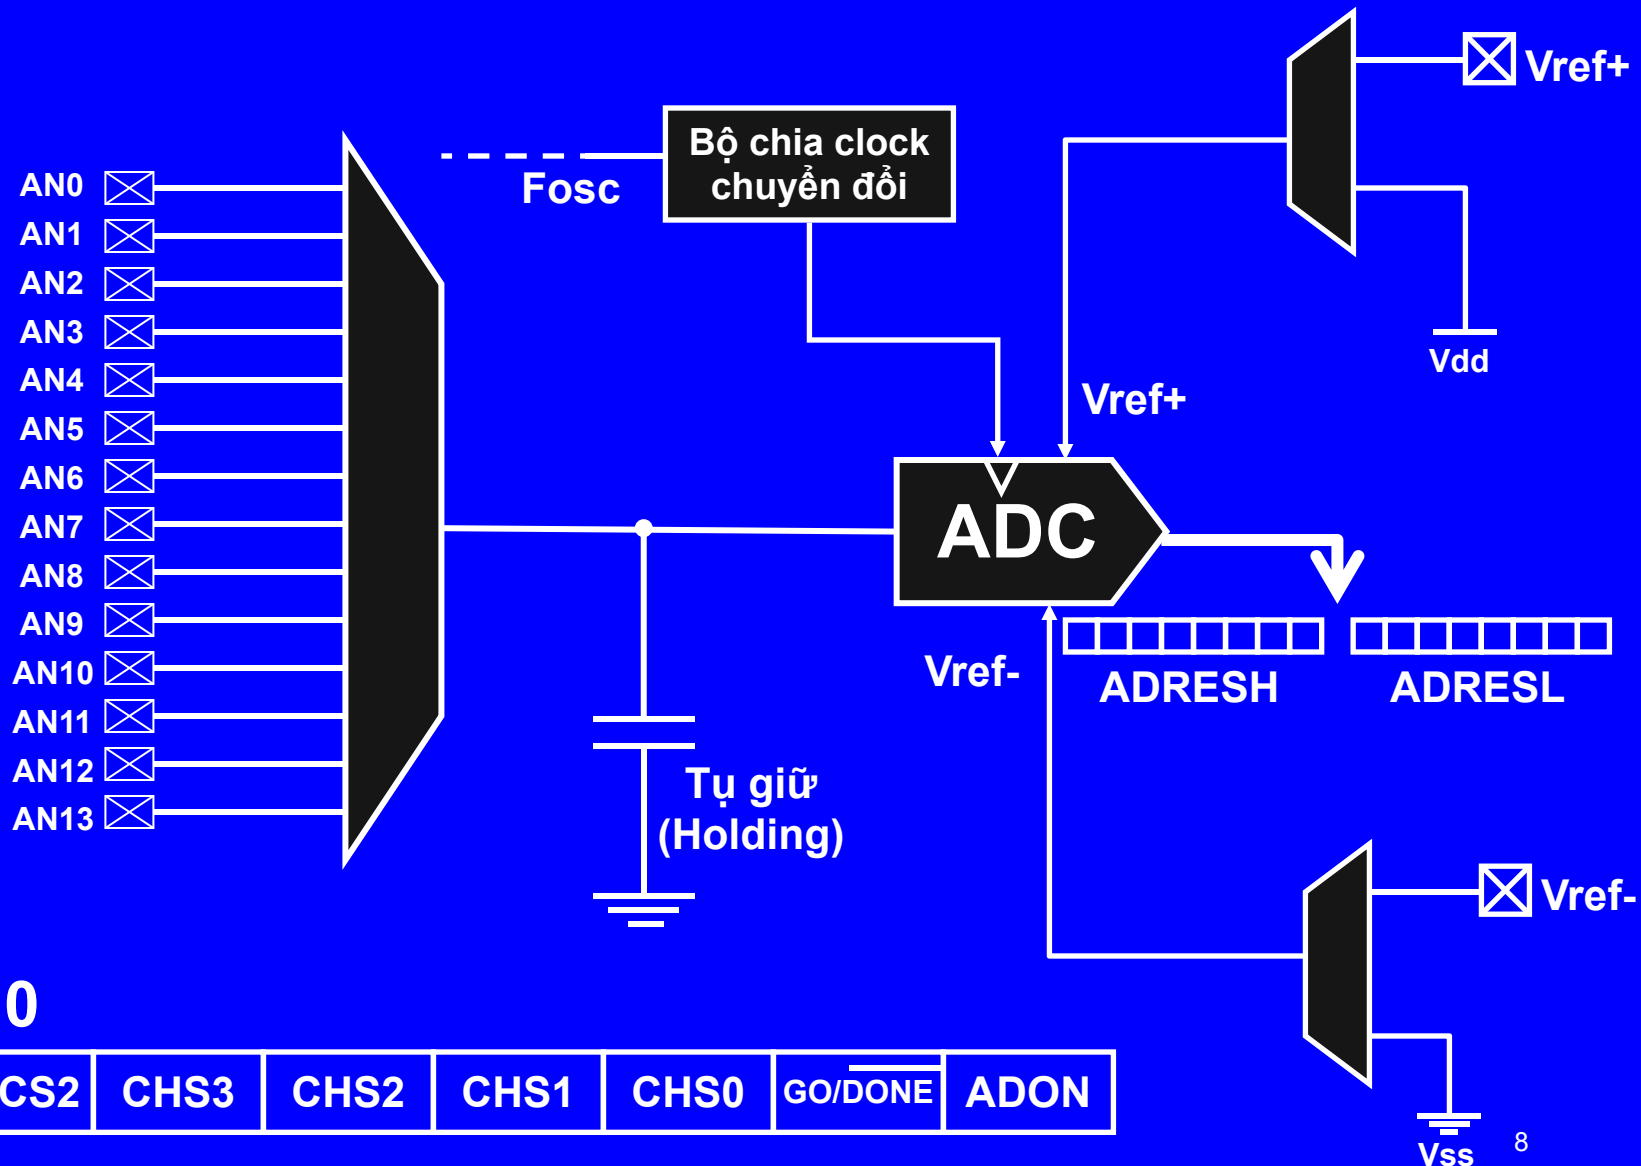 Vref+
Bộ chia clock
chuyển đổi
Fosc
AN0
AN1
AN2
AN3
AN4
AN5
AN6
AN7
AN8
AN9
AN10
AN11
AN12
AN13
Vdd
Vref+
ADC
Vref-
ADRESH
ADRESL
Tụ giữ
(Holding)
Vref-
0
CS2 CHS3 CHS2 CHS1 CHS0 GO/DONE ADON
Vss
8